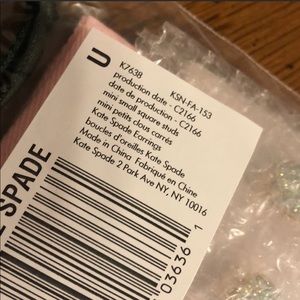 U
K7638 KSN-FA-153
production date - C2166
date de production - C2166
mini small square studs
mini petits clous carrés
Kate Spade Earrings
boucles d'oreilles Kate Spade
Made in China Fabriqué en Chine
Kate Spade 2 Park Ave NY, NY 10016
SPADE
03636 1